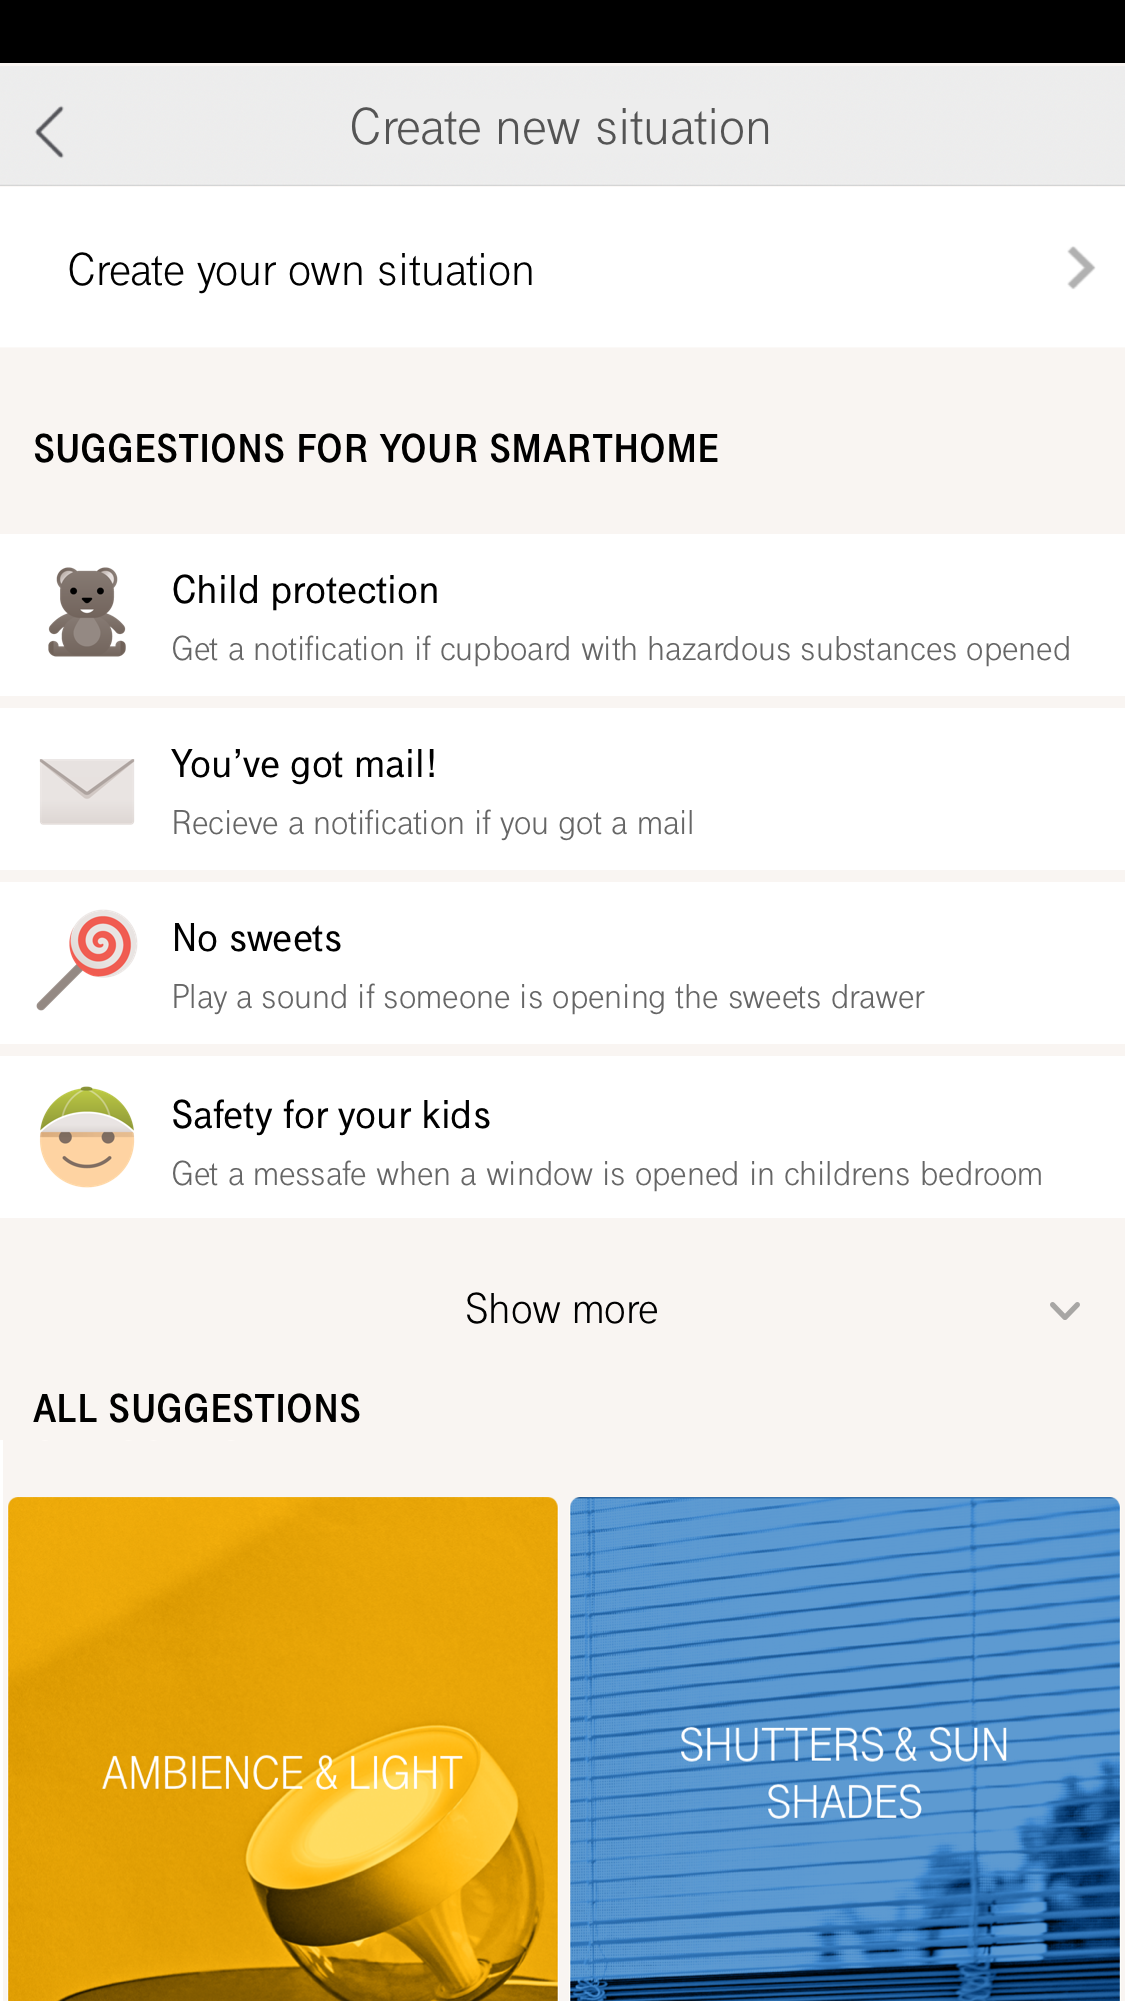 Create new situation
Create your own situation
SUGGESTIONS FOR YOUR SMARTHOME
Child protection
Get a notification if cupboard with hazardous substances opened
You’ve got mail!
Recieve a notification if you got a mail
No sweets
Play a sound if someone is opening the sweets drawer
Safety for your kids
Get a messafe when a window is opened in childrens bedroom
Show more
ALL SUGGESTIONS
AMBIENCE & LIGHT
SHUTTERS & SUN
SHADES